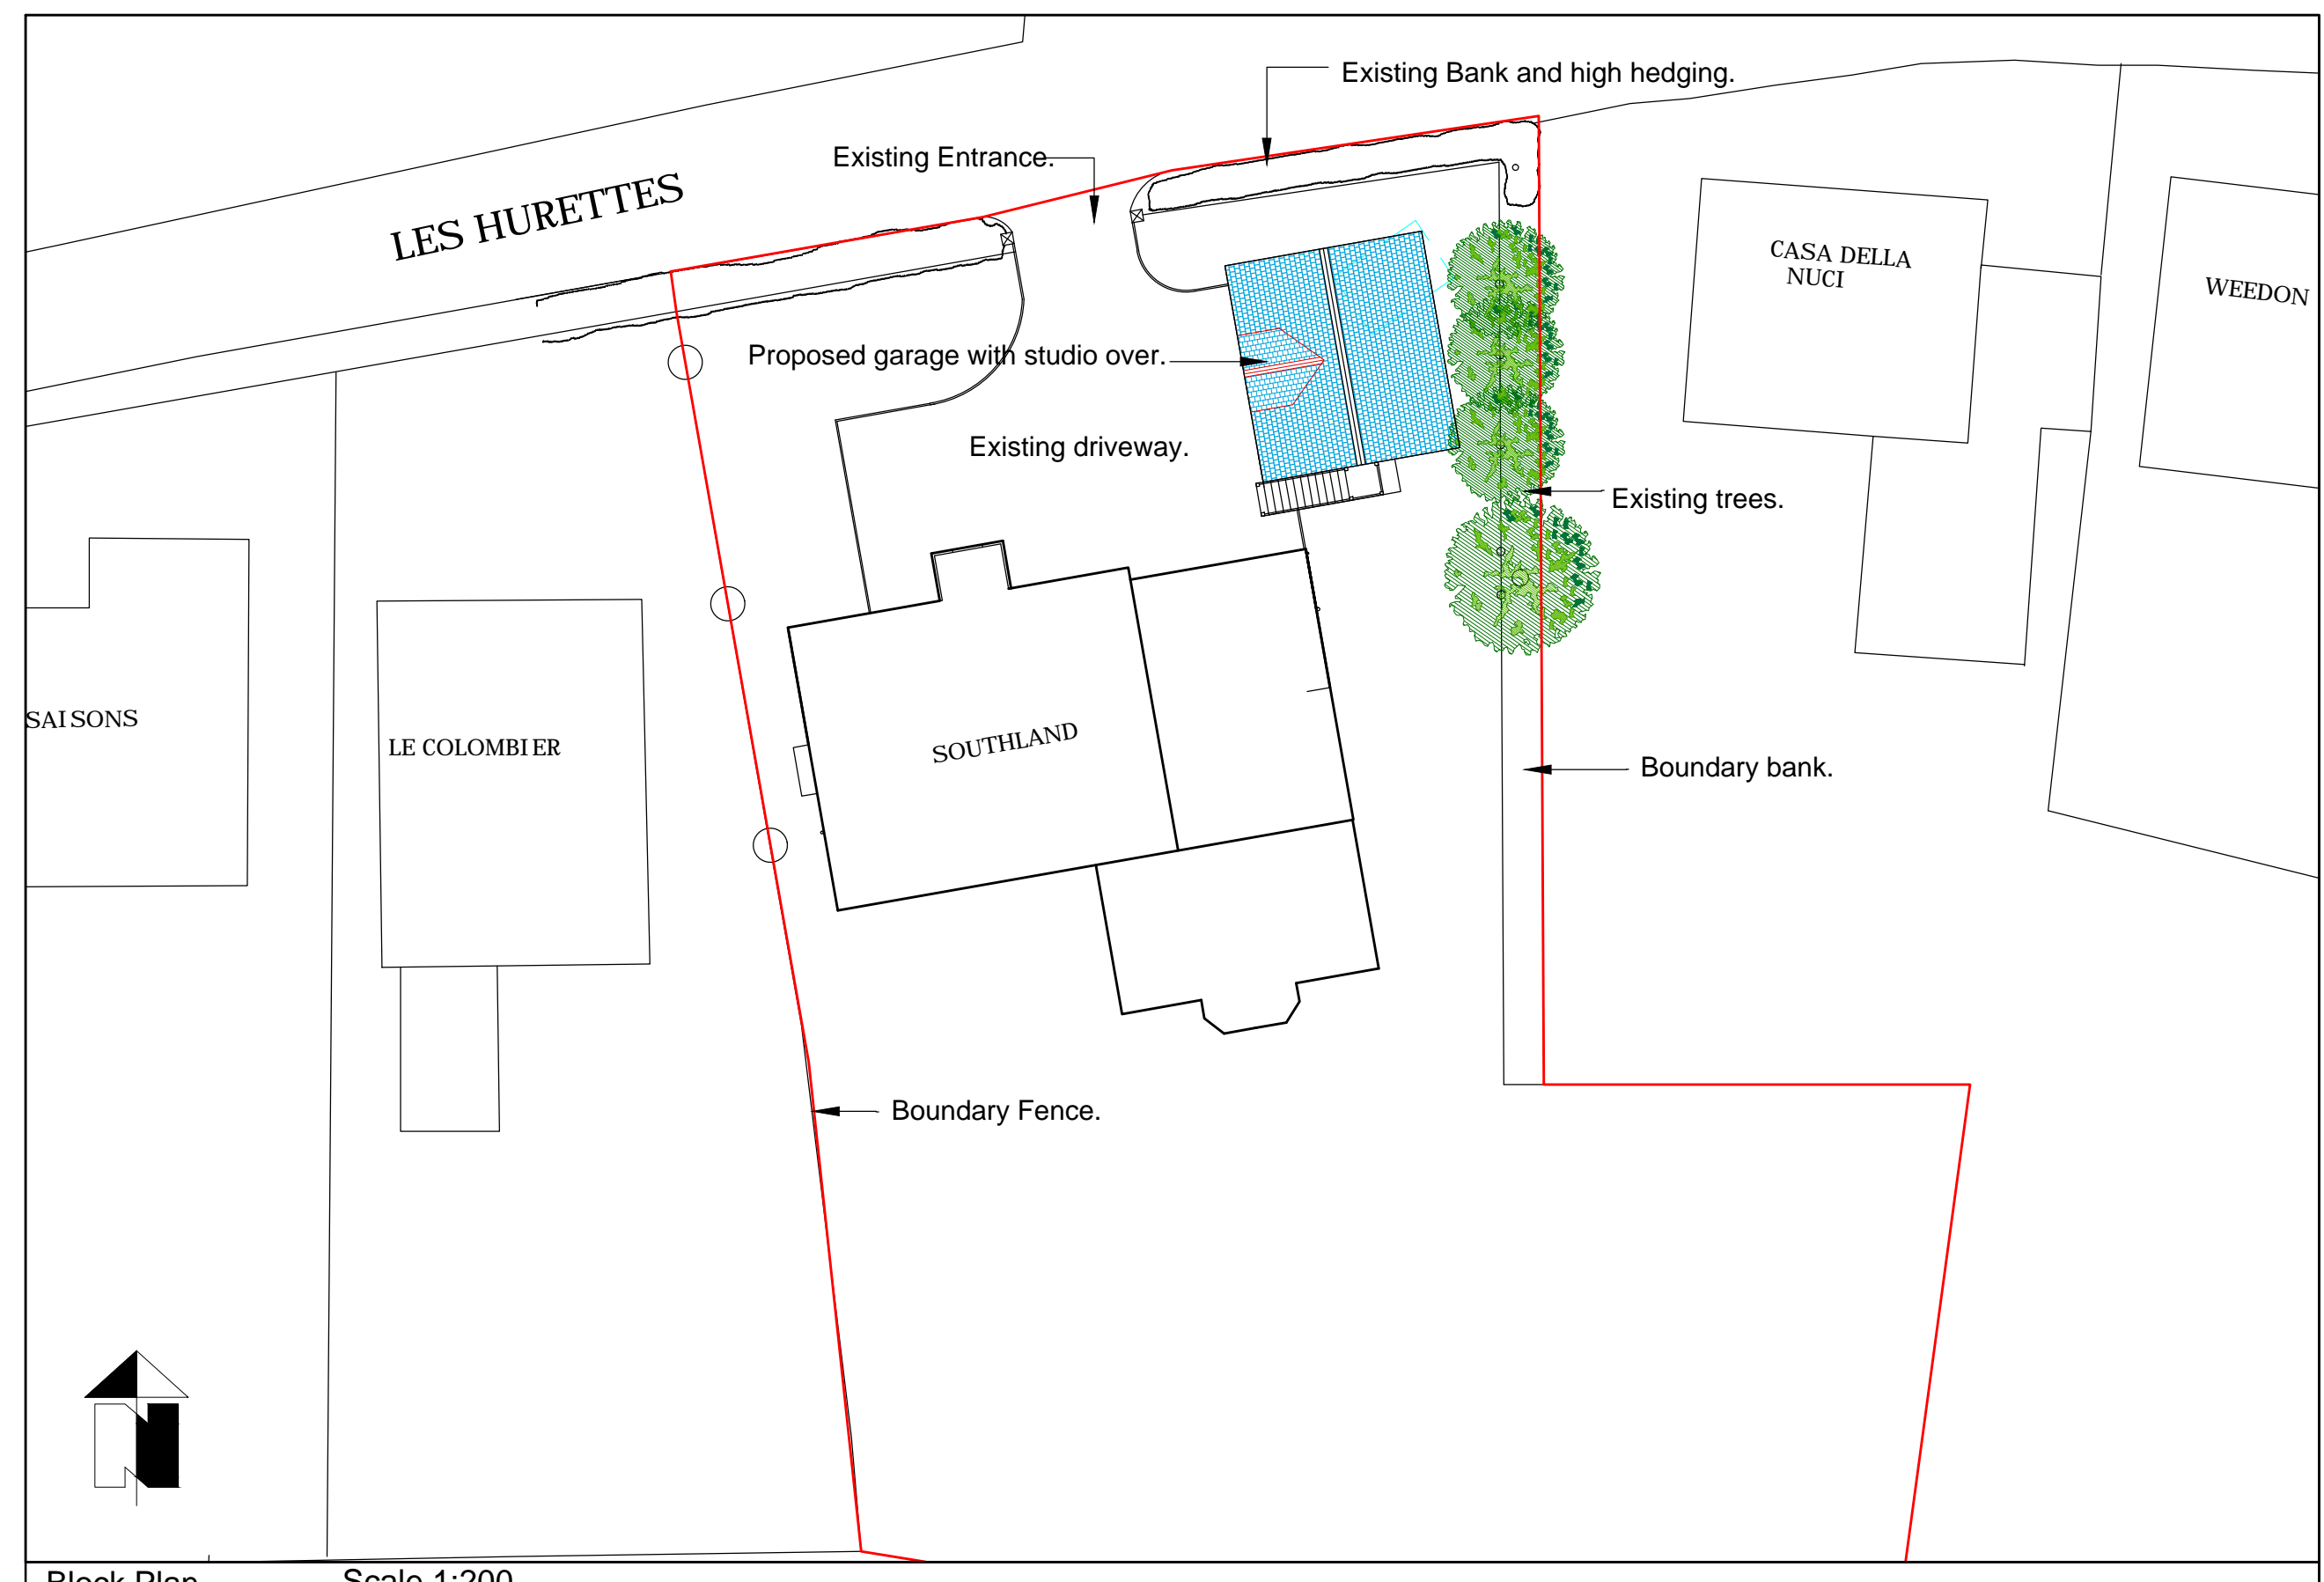 Existing Bank and high hedging.
Existing Entrance.
LES HURETTES
CASA DELLA
NUCI
WEEDON
Proposed garage with studio over.
Existing driveway.
Existing trees.
SAISONS
LE COLOMBIER
SOUTHLAND
Boundary bank.
Boundary Fence.
N
Block Plan
Scale 1:200